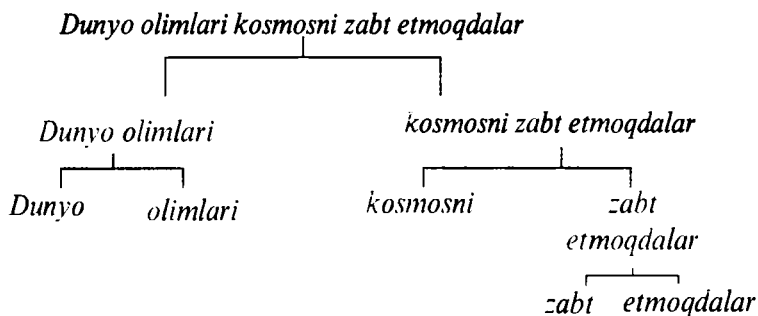 Dunyo olimlari kosmosni zabt etmoqdalar
Dunyo olimlari kosmosni zabt etmoqdalar
Dunyo olimlari kosmosni zabt
etmoqdalar
zabt etmoqdalar